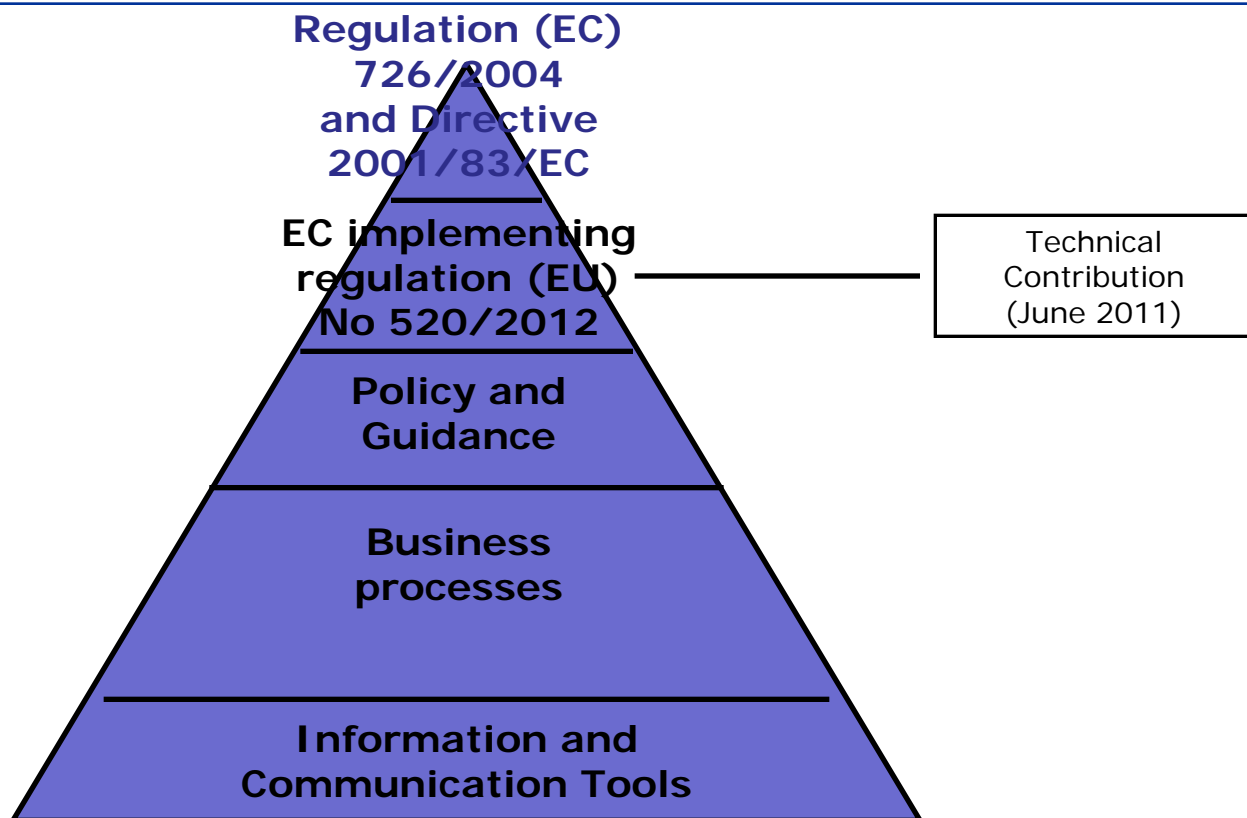 Regulation (EC)
726/2004
and Directive
2001/83/EC
EC implementing
regulation (EU)
No 520/2012
Technical
Contribution
(June 2011)
Policy and
Guidance
Business
processes
Information and
Communication Tools